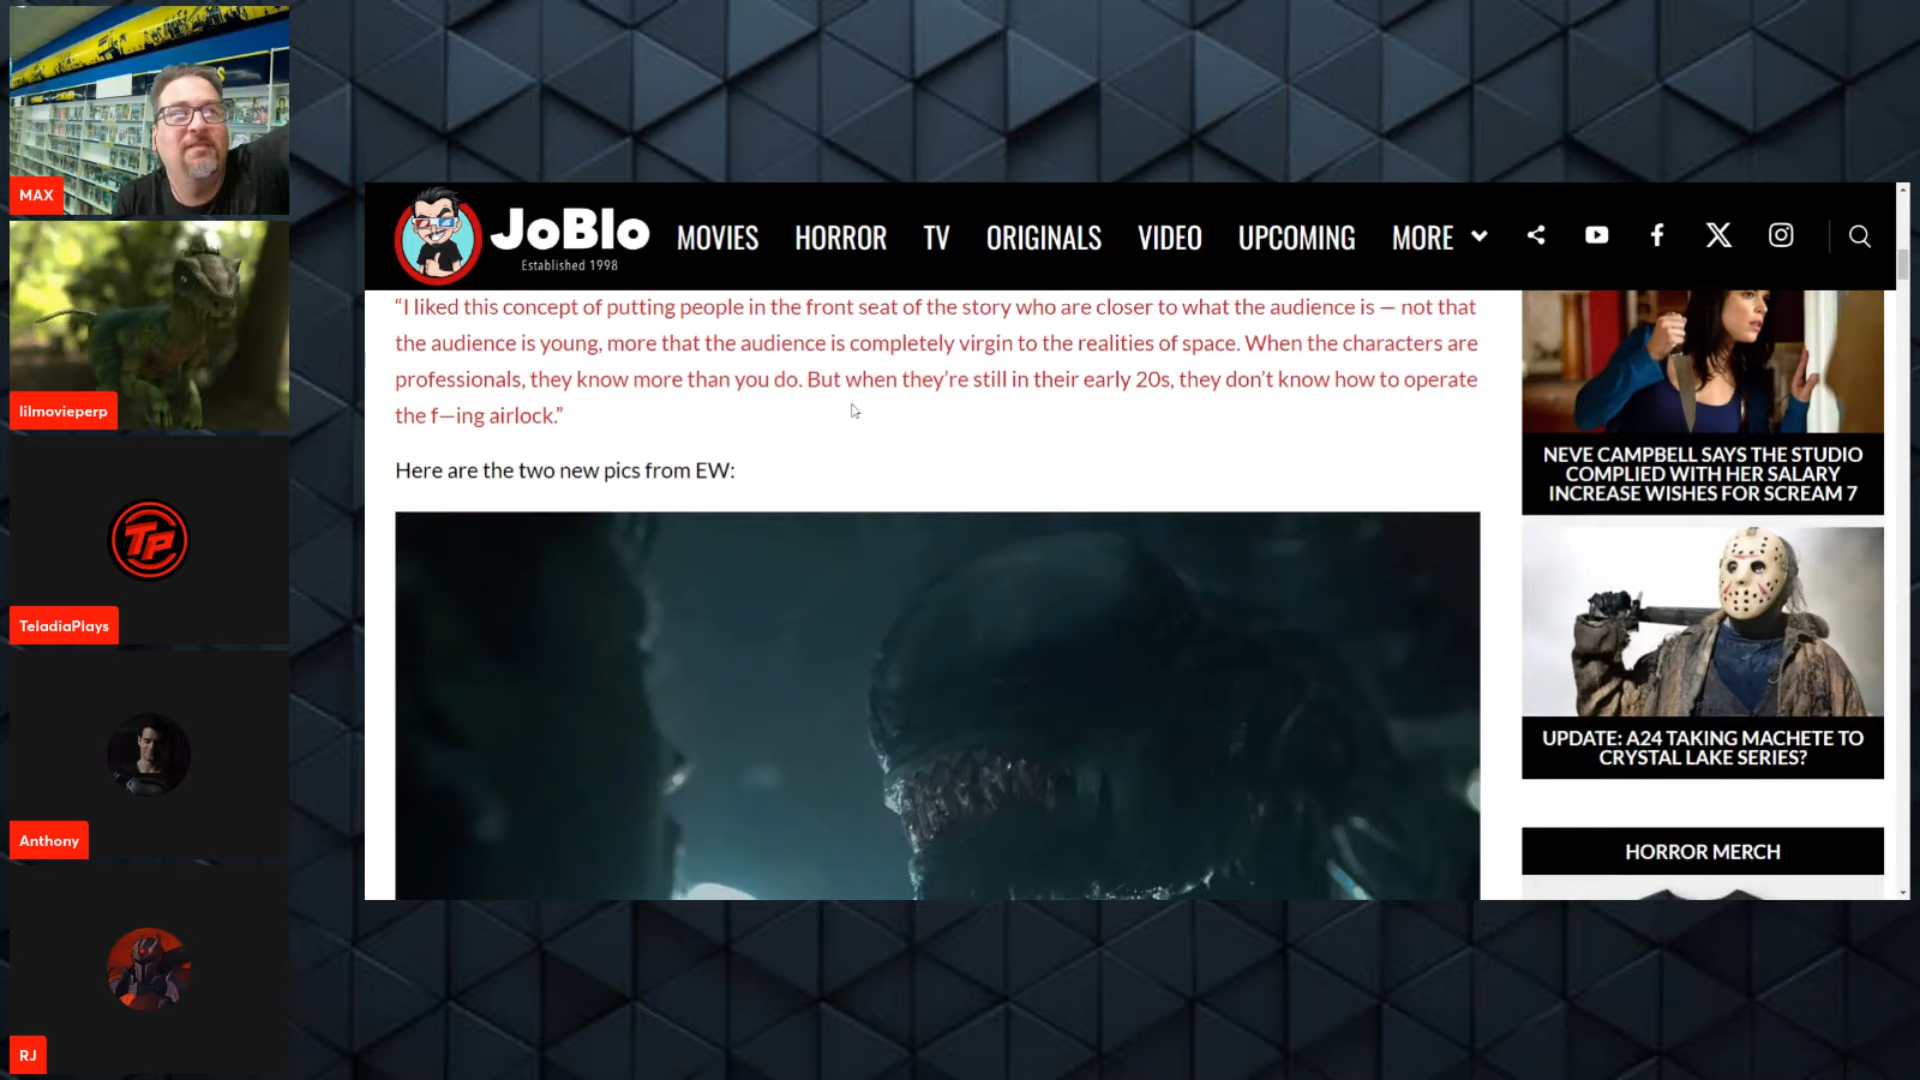 MAX
lilmovieperp
TP
TeladiaPlays
Anthony
RJ
JoBlo
Established 1998
MOVIES HORROR TV ORIGINALS VIDEO UPCOMING MORE
“I liked this concept of putting people in the front seat of the story who are closer to what the audience is — not that
the audience is young, more that the audience is completely virgin to the realities of space. When the characters are
professionals, they know more than you do. But when they’re still in their early 20s, they don’t know how to operate
the f—ing airlock.”
Here are the two new pics from EW:
NEVE CAMPBELL SAYS THE STUDIO
COMPLIED WITH HER SALARY
INCREASE WISHES FOR SCREAM 7
UPDATE: A24 TAKING MACHETE TO
CRYSTAL LAKE SERIES?
HORROR MERCH